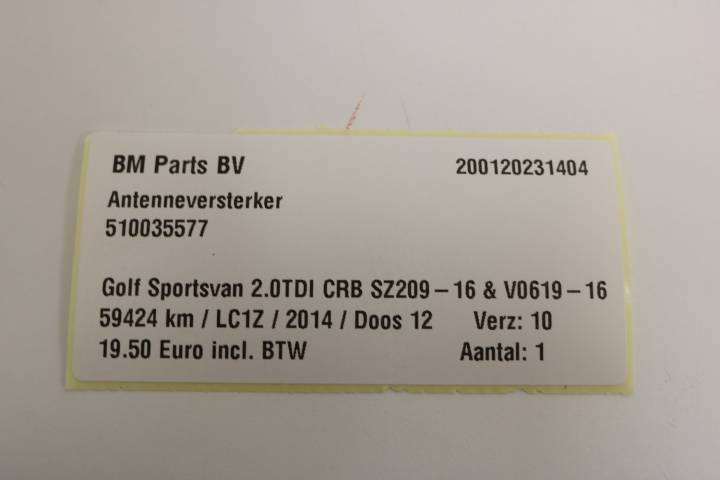 BM Parts BV 200120231404
Antenneversterker
510035577
Golf Sportsvan 2.0TDI CRB SZ209-16 & V0619-16
59424 km / LC1Z / 2014 / Doos 12 Verz: 10
19.50 Euro incl. BTW Aantal: 1